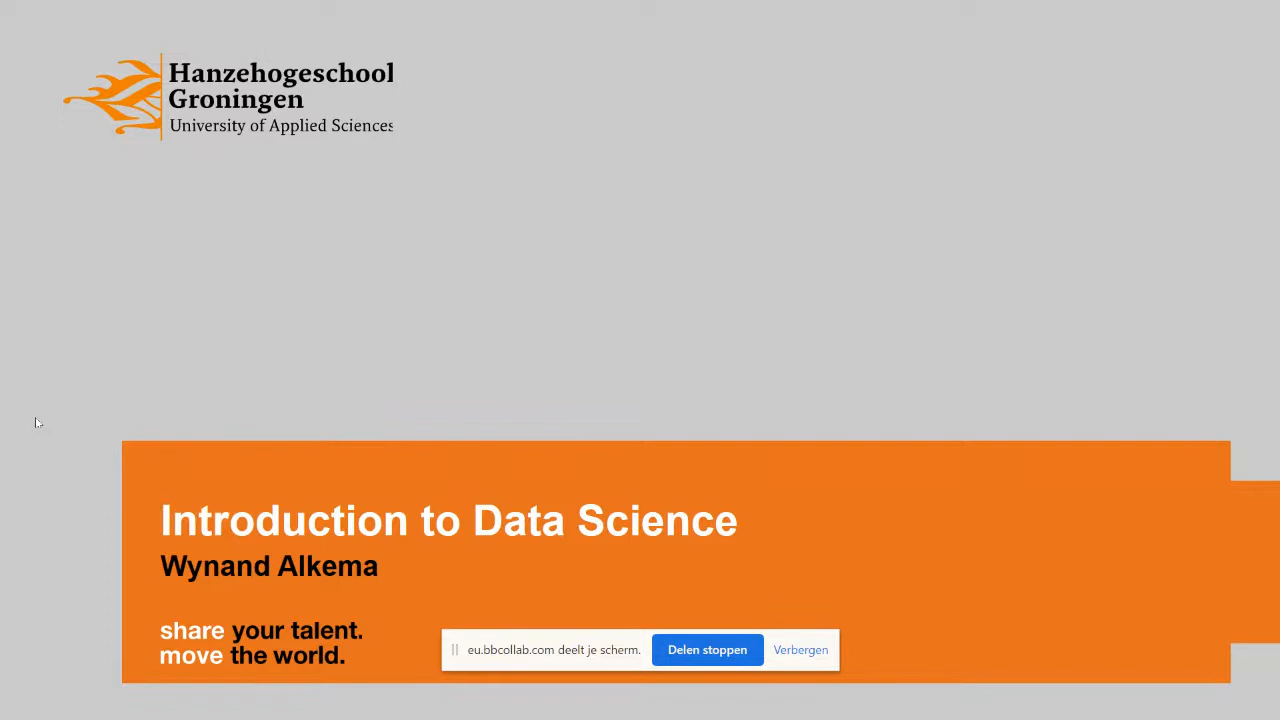 Hanzehogeschool
Groningen
University of Applied Sciences
Introduction to Data Science
Wynand Alkema
share your talent.
move the world.
eu.bbcollab.com deelt je scherm. Delen stoppen Verbergen